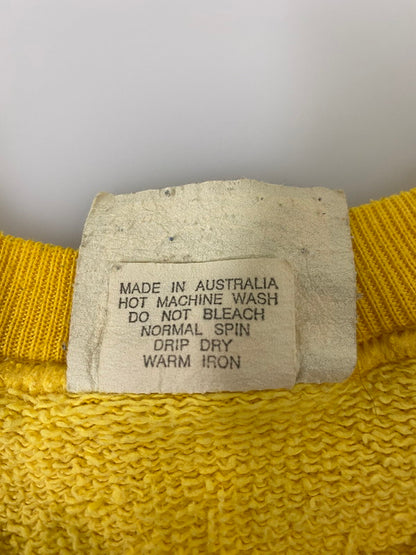 MADE IN AUSTRALIA
HOT MACHINE WASH
DO NOT BLEACH
NORMAL SPIN
DRIP DRY
WARM IRON